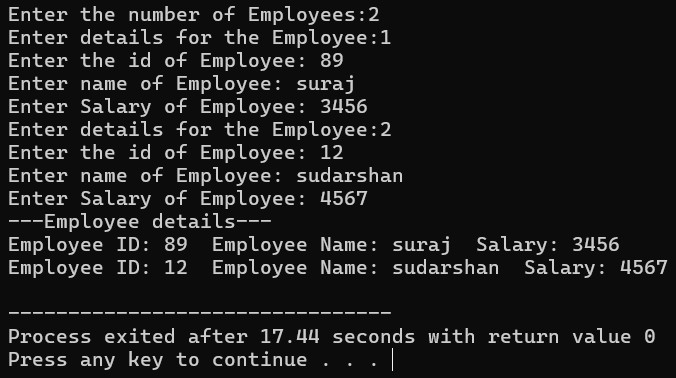 Enter the number of Employees:2
Enter details for the Employee:1
Enter the id of Employee: 89
Enter name of Employee: suraj
Enter Salary of Employee: 3456
Enter details for the Employee:2
Enter the id of Employee: 12
Enter name of Employee: sudarshan
Enter Salary of Employee: 4567
---Employee details---
Employee ID: 89  Employee Name: suraj  Salary: 3456
Employee ID: 12  Employee Name: sudarshan  Salary: 4567

--------------------------------
Process exited after 17.44 seconds with return value 0
Press any key to continue . . .